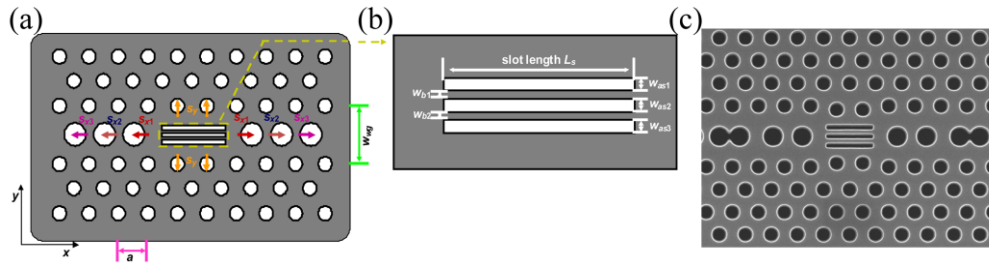 (a)
(b)
(c)
slot length Ls
was1
wb1
was2
wb2
was3
sy
sx3 sx2 sx1 sx1 sx2 sx3
wwg
sy
y
x
a